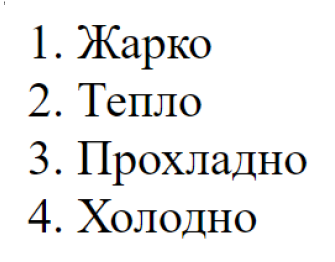 1. Жарко
2. Тепло
3. Прохладно
4. Холодно